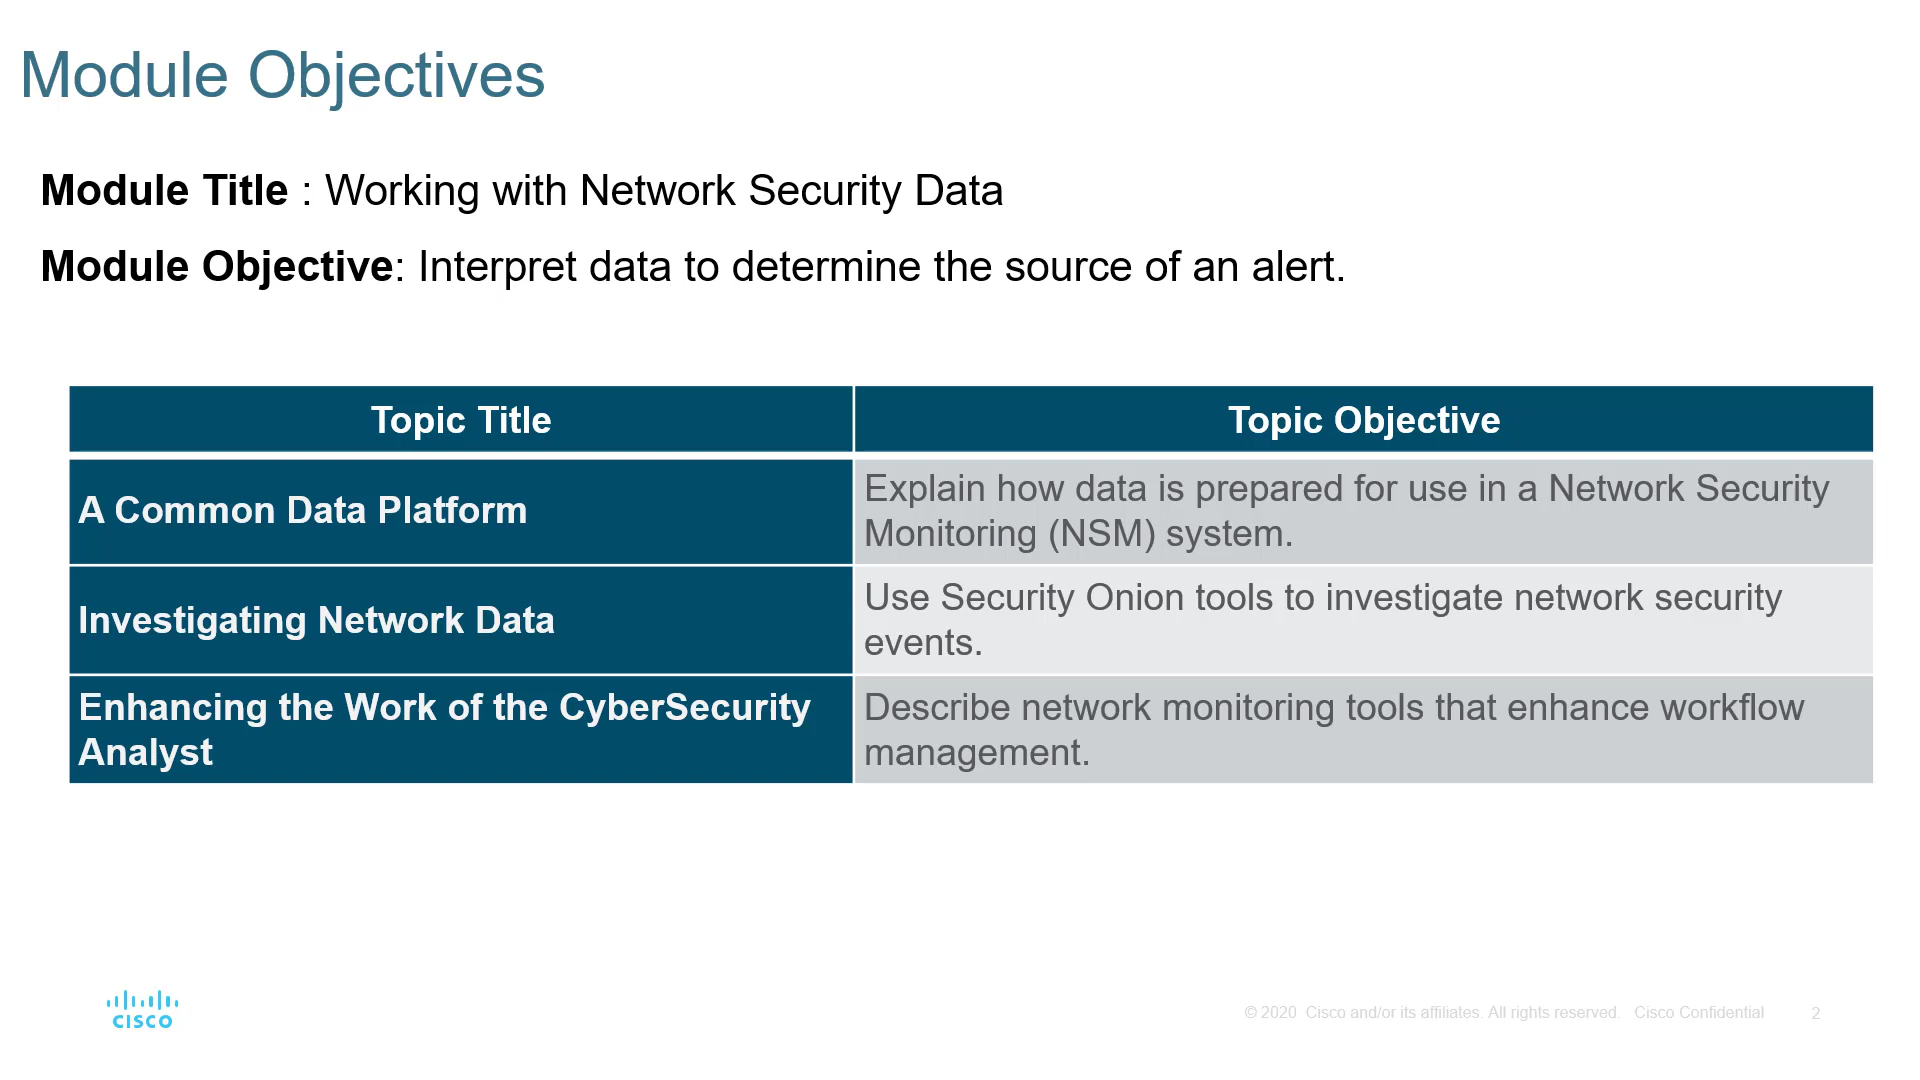 Module Objectives
Module Title : Working with Network Security Data
Module Objective: Interpret data to determine the source of an alert.
Topic Title
Topic Objective
A Common Data Platform
Explain how data is prepared for use in a Network Security
Monitoring (NSM) system.
Investigating Network Data
Use Security Onion tools to investigate network security
events.
Enhancing the Work of the CyberSecurity
Analyst
Describe network monitoring tools that enhance workflow
management.
CISCO
© 2020 Cisco and/or its affiliates. All rights reserved. Cisco Confidential
2